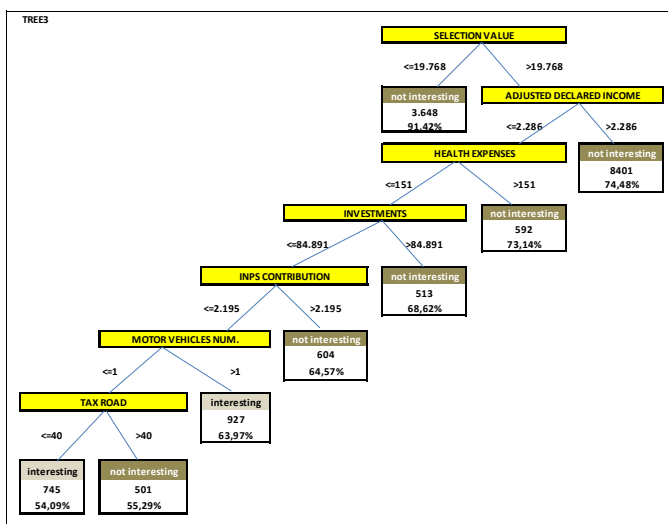 TREE3
SELECTION VALUE
<=19.768 >19.768
not interesting ADJUSTED DECLARED INCOME
3.648
91.42% <=2.286 >2.286
HEALTH EXPENSES not interesting
8401
74,48%
<=151 >151
INVESTMENTS not interesting
592
73,14%
<=84.891 >84.891
INPS CONTRIBUTION not interesting
513
68,62%
<=2.195 >2.195
MOTOR VEHICLES NUM. not interesting
604
64,57%
<=1 >1
TAX ROAD interesting
927
63,97%
<=40 >40
interesting not interesting
745 501
54,09% 55,29%